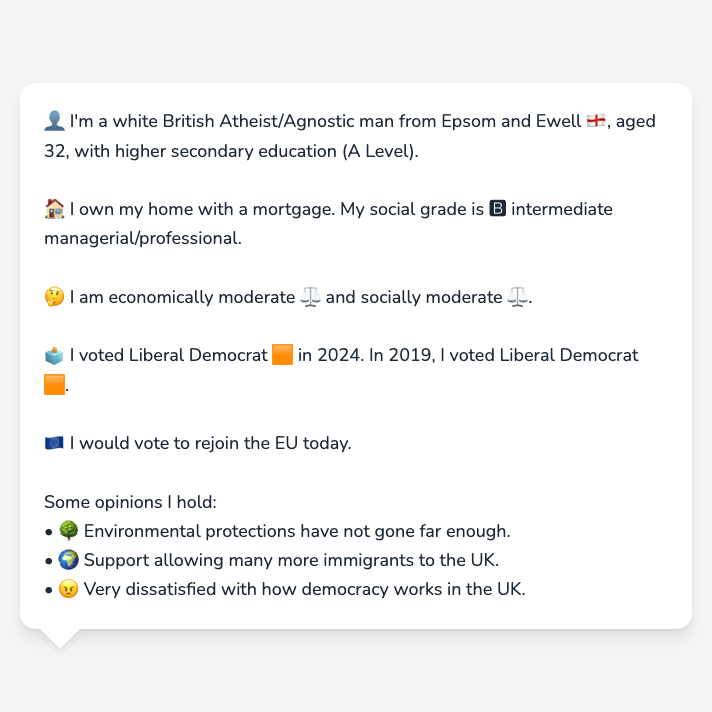 👤 I'm a white British Atheist/Agnostic man from Epsom and Ewell 🏴󠁧󠁢󠁥󠁮󠁧󠁿, aged
32, with higher secondary education (A Level).
🏠 I own my home with a mortgage. My social grade is 🅱 intermediate
managerial/professional.
🤔 I am economically moderate ⚖️ and socially moderate ⚖️.
🗳️ I voted Liberal Democrat 🟧 in 2024. In 2019, I voted Liberal Democrat
🟧.
🇪🇺 I would vote to rejoin the EU today.
Some opinions I hold:
• 🌳 Environmental protections have not gone far enough.
• 🌍 Support allowing many more immigrants to the UK.
• 😠 Very dissatisfied with how democracy works in the UK.